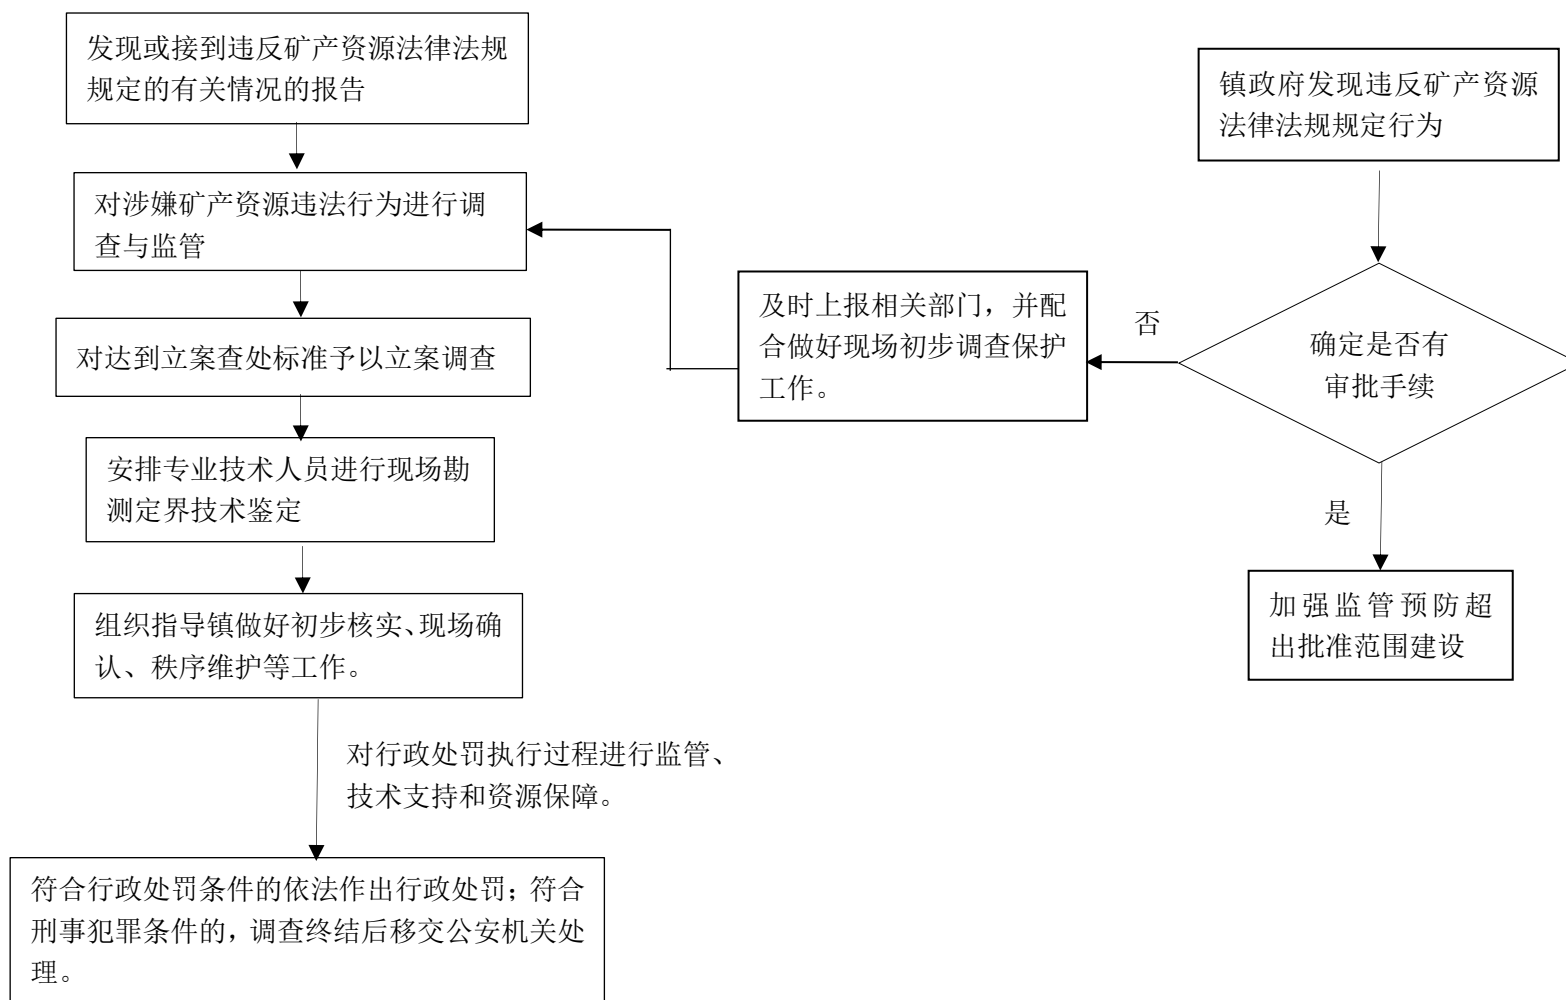 发现或接到违反矿产资源法律法规
规定的有关情况的报告
对涉嫌矿产资源违法行为进行调
查与监管
对达到立案查处标准予以立案调查
安排专业技术人员进行现场勘
测定界技术鉴定
组织指导镇做好初步核实、现场确
认、秩序维护等工作。
对行政处罚执行过程进行监管、
技术支持和资源保障。
符合行政处罚条件的依法作出行政处罚；符合
刑事犯罪条件的，调查终结后移交公安机关处
理。
镇政府发现违反矿产资源
法律法规规定行为
确定是否有
审批手续
否
及时上报相关部门，并配
合做好现场初步调查保护
工作。
是
加强监管预防超
出批准范围建设